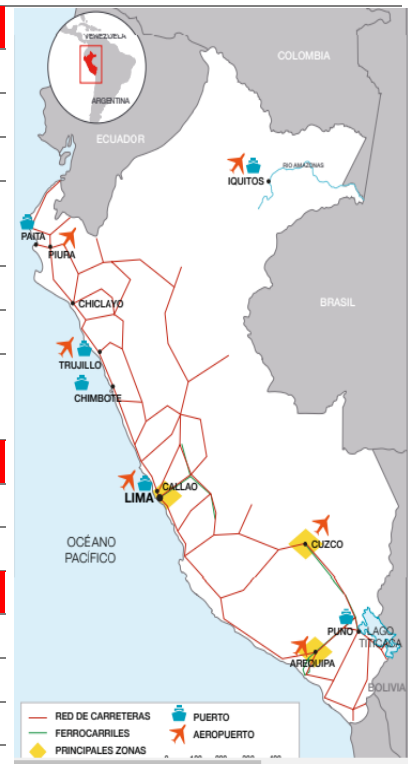 VENEZUELA
COLOMBIA
ARGENTINA
ECUADOR
RIO AMAZONAS
IQUITOS
PAITA
PIURA
BRASIL
CHICLAYO
TRUJILLO
CHIMBOTE
CALLAO
LIMA
OCÉANO
PACÍFICO
CUZCO
PUNO
LAGO
TITICACA
AREQUIPA
BOLIVIA
RED DE CARRETERAS
PUERTO
FERROCARRILES
AEROPUERTO
PRINCIPALES ZONAS